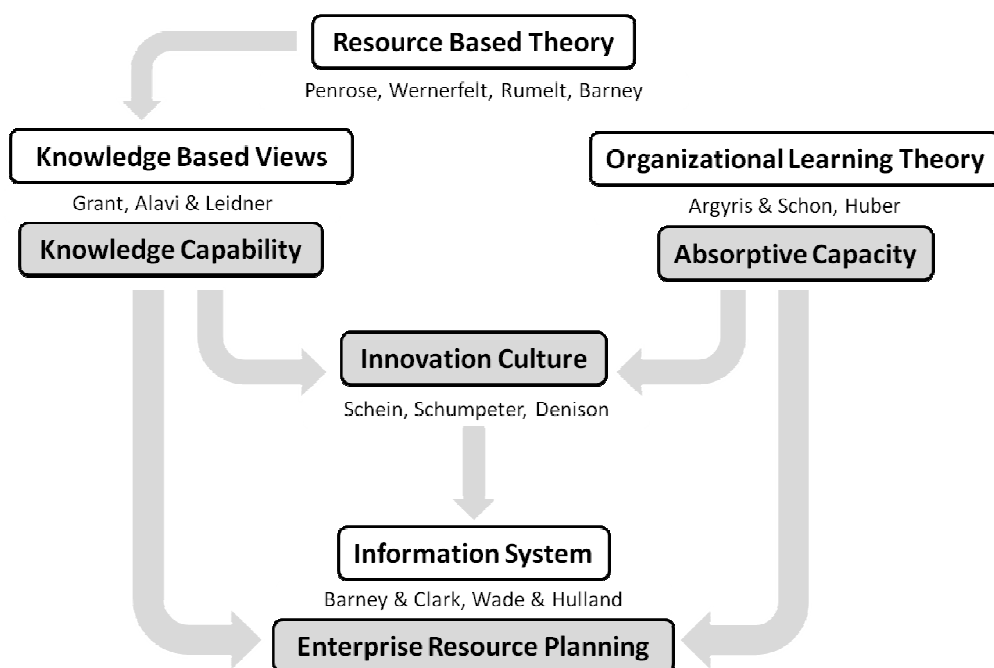 Resource Based Theory
Penrose, Wernerfelt, Rumelt, Barney
Knowledge Based Views
Grant, Alavi & Leidner
Knowledge Capability
Organizational Learning Theory
Argyris & Schon, Huber
Absorptive Capacity
Innovation Culture
Schein, Schumpeter, Denison
Information System
Barney & Clark, Wade & Hulland
Enterprise Resource Planning